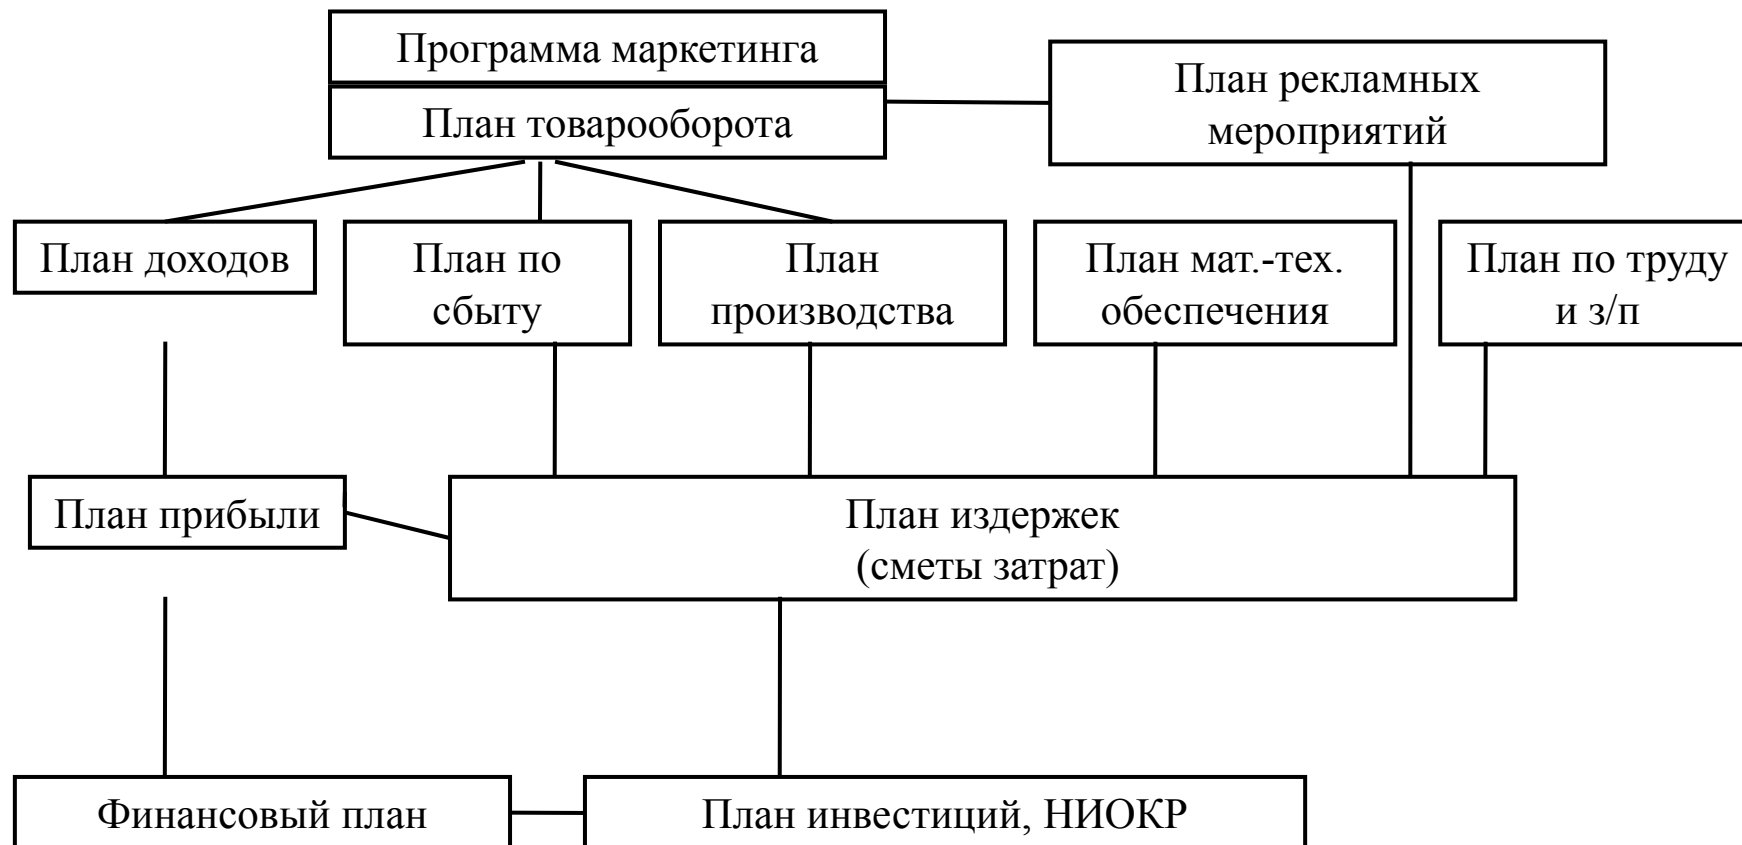 Программа маркетинга
План товарооборота
План рекламных
мероприятий
План доходов
План по
сбыту
План
производства
План мат.-тех.
обеспечения
План по труду
и з/п
План прибыли
План издержек
(сметы затрат)
Финансовый план
План инвестиций, НИОКР